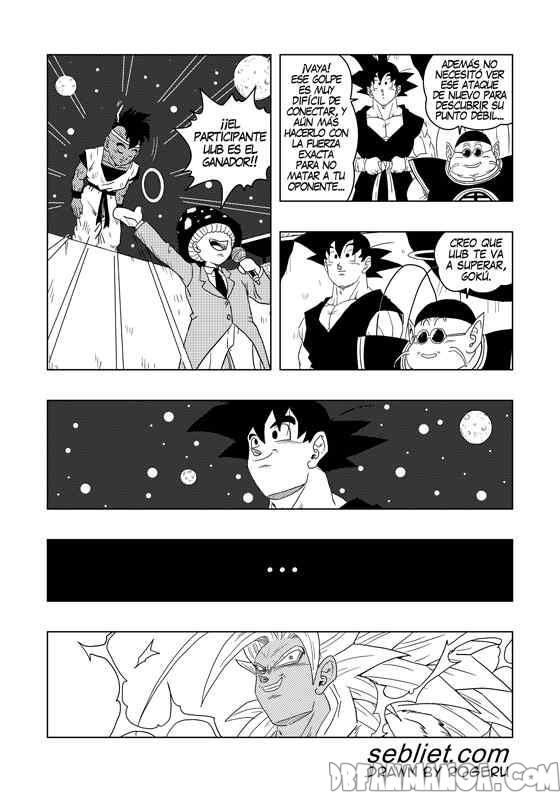 ¡¡EL
PARTICIPANTE
UUB ES EL
GANADOR!!
¡VAYA!
ESE GOLPE
ES MUY
DIFÍCIL DE
CONECTAR, Y
AÚN MÁS
HACERLO CON
LA FUERZA
EXACTA
PARA NO
MATAR A TU
OPONENTE...
ADEMÁS NO
NECESITÓ VER
ESE ATAQUE
DE NUEVO PARA
DESCUBRIR SU
PUNTO DÉBIL...
CREO QUE
UUB TE VA
A SUPERAR,
GOKÚ.
...
sebliet.com
DRAWN BY ROGERU
DBFANMANGA.COM